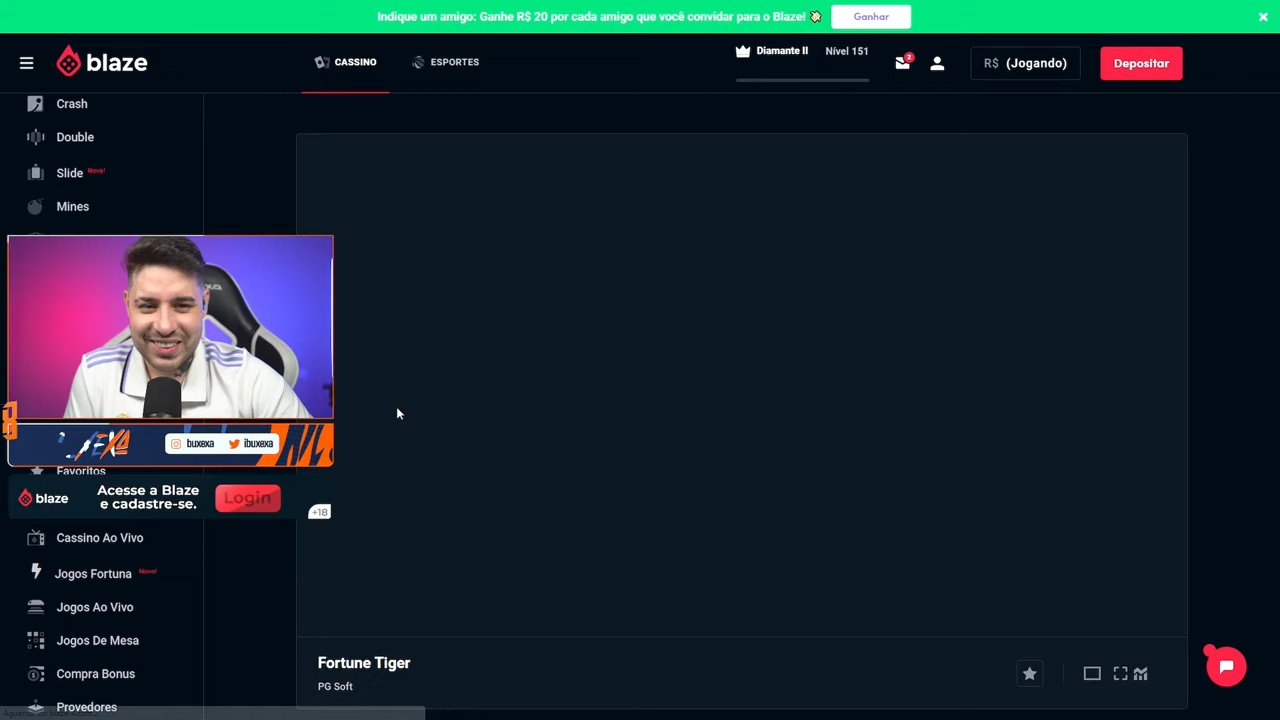 Indique um amigo: Ganhe R$ 20 por cada amigo que você convidar para o Blaze!
Ganhar
blaze
CASSINO
ESPORTES
Diamante II
Nível 151
2
R$ (Jogando)
Depositar
Crash
Double
Slide Novo!
Mines
buxexa
ibuxexa
Favoritos
blaze
Acesse a Blaze
e cadastre-se.
Login
+18
Cassino Ao Vivo
Jogos Fortuna Novo!
Jogos Ao Vivo
Jogos De Mesa
Compra Bonus
Provedores
Fortune Tiger
PG Soft